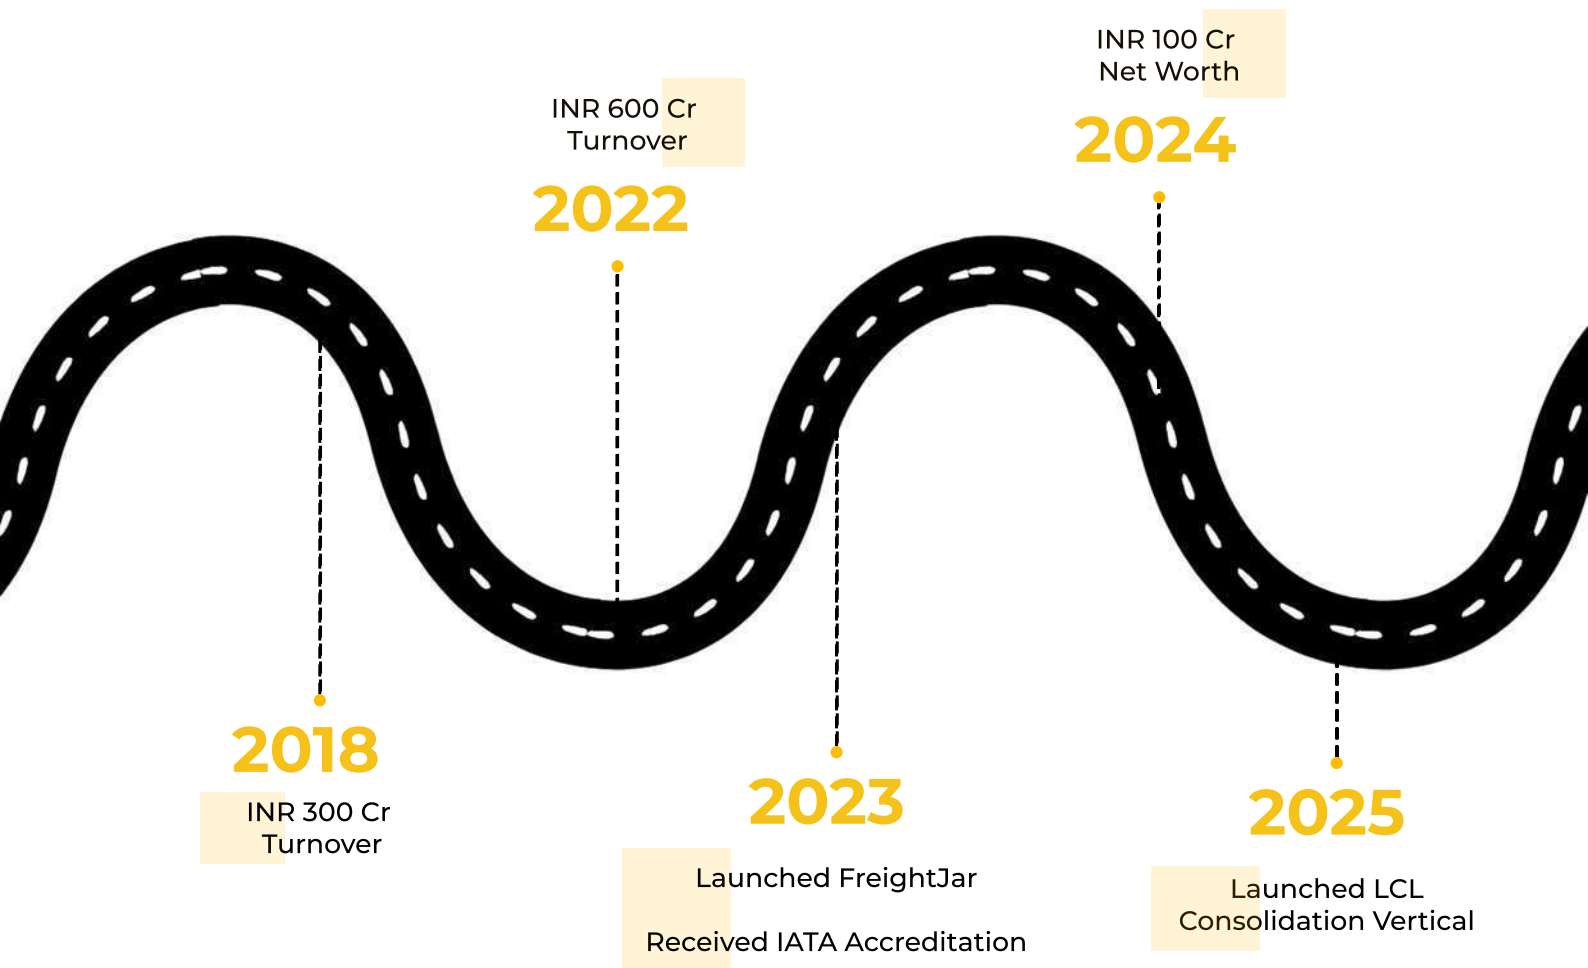 INR 100 Cr
Net Worth
2024
INR 600 Cr
Turnover
2022
2018
INR 300 Cr
Turnover
2023
Launched FreightJar
Received IATA Accreditation
2025
Launched LCL
Consolidation Vertical